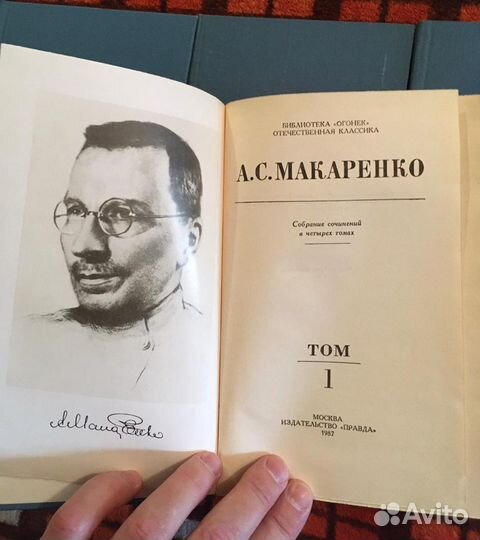 БИБЛИОТЕКА «ОГОНЕК»
ОТЕЧЕСТВЕННАЯ КЛАССИКА
А.С.МАКАРЕНКО
Собрание сочинений
в четырех томах
ТОМ
1
МОСКВА
ИЗДАТЕЛЬСТВО «ПРАВДА»
1987
Avito